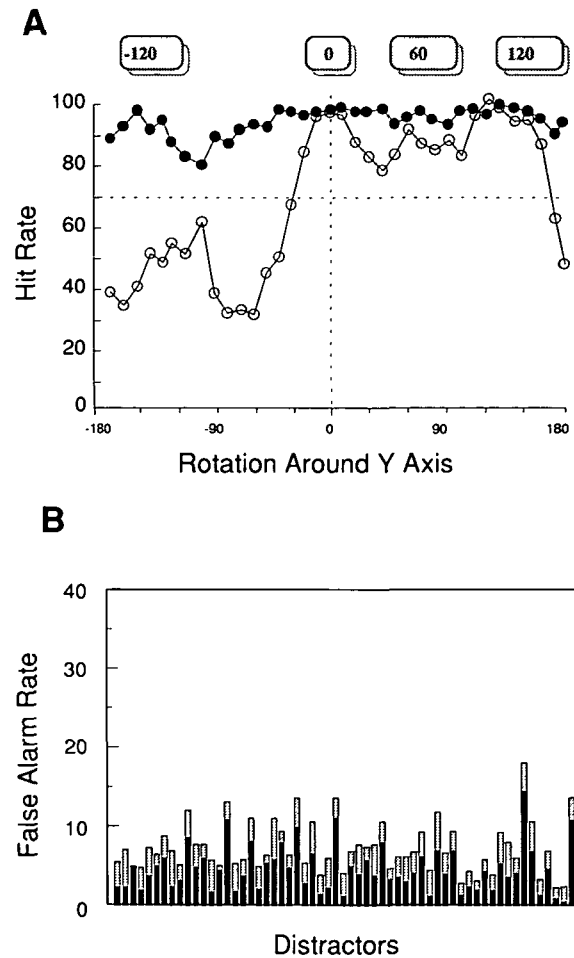 A
-120 0 60 120
100
80
60
40
20
0
Hit Rate
-180 -90 0 90 180
Rotation Around Y Axis
B
40
30
20
10
0
False Alarm Rate
Distractors